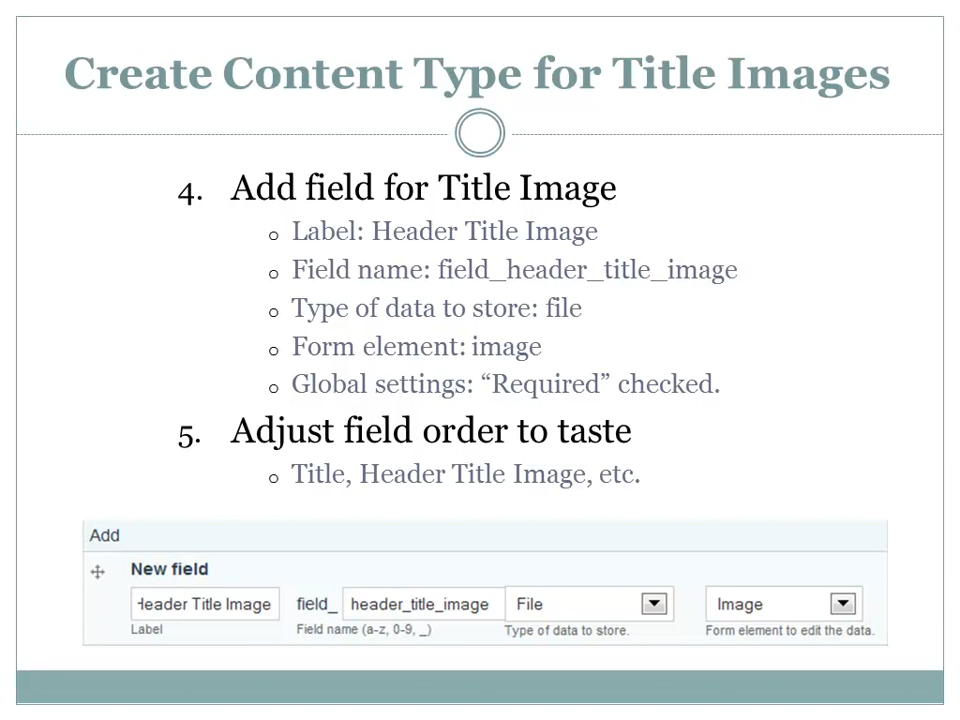 Create Content Type for Title Images
4. Add field for Title Image
o Label: Header Title Image
o Field name: field_header_title_image
o Type of data to store: file
o Form element: image
o Global settings: “Required” checked.
5. Adjust field order to taste
o Title, Header Title Image, etc.
Add
New field
Header Title Image field_ header_title_image File Image
Label Field name (a-z, 0-9, _) Type of data to store. Form element to edit the data.